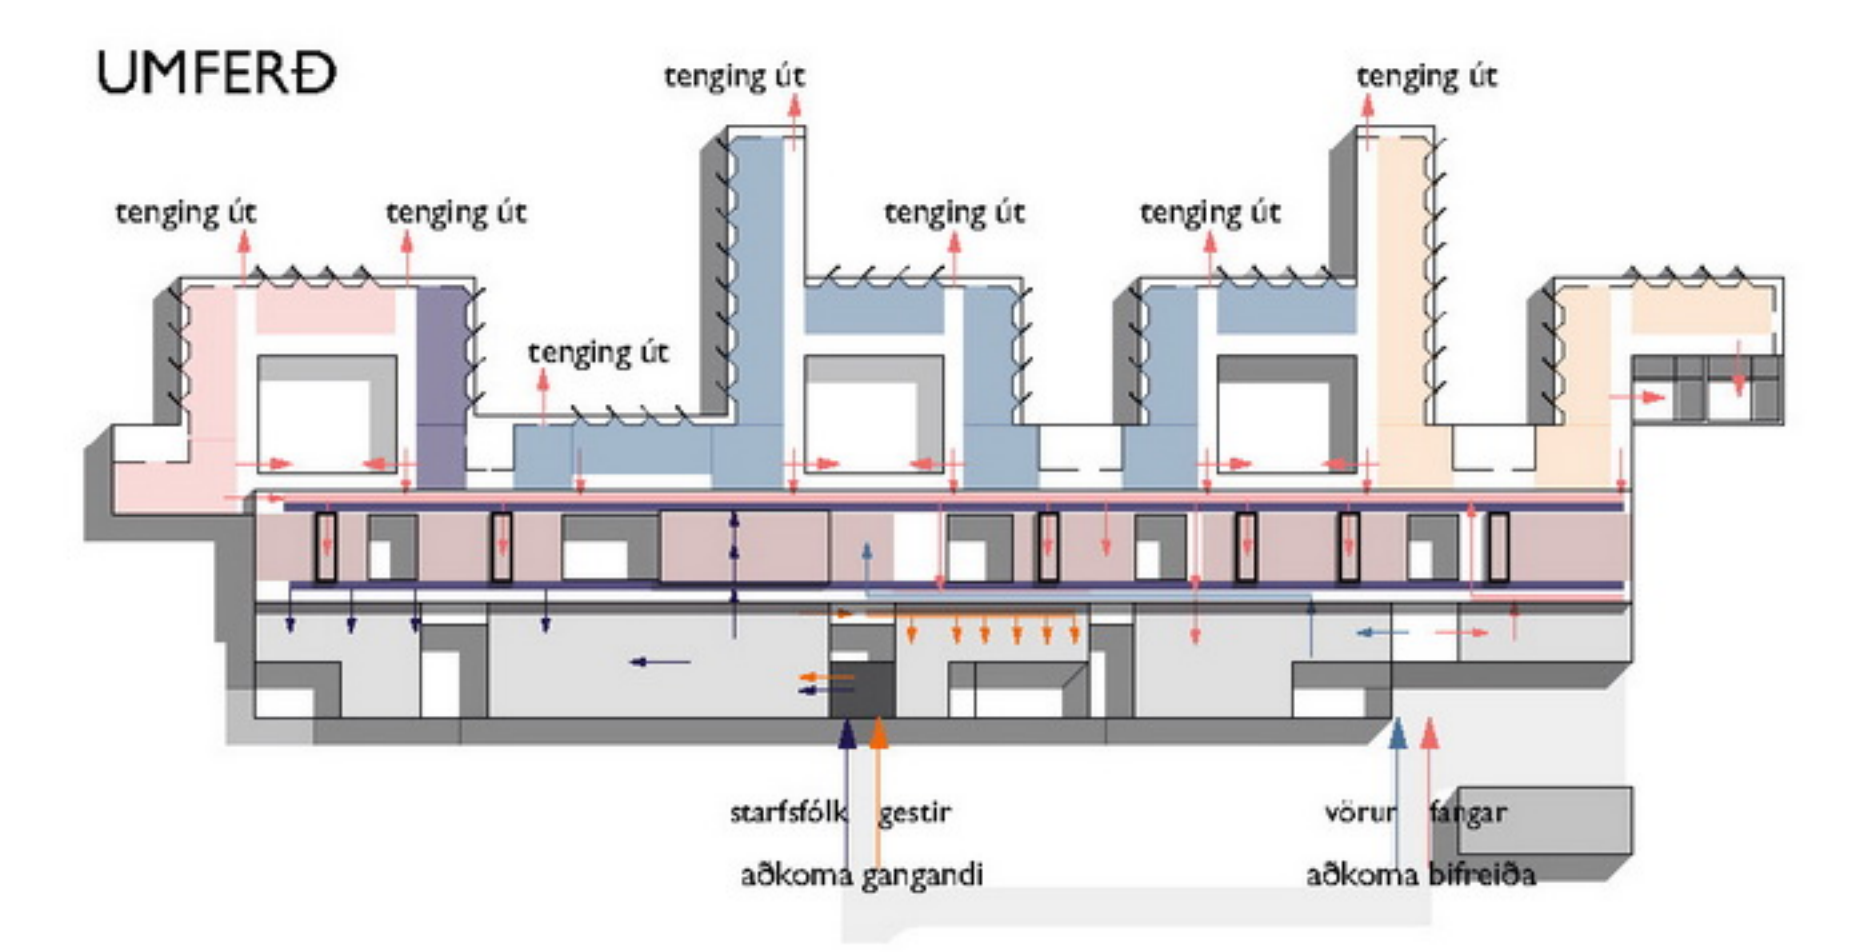 UMFERÐ
tenging út
tenging út
tenging út
tenging út
tenging út
tenging út
tenging út
starfsfólk gestir
vörur fangar
aðkoma gangandi
aðkoma bifreiða